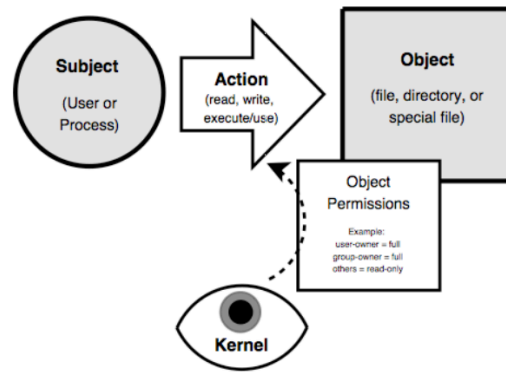 Subject
(User or
Process)
Action
(read, write,
execute/use)
Object
(file, directory, or
special file)
Object
Permissions
Example:
user-owner = full
group-owner = full
others = read-only
Kernel